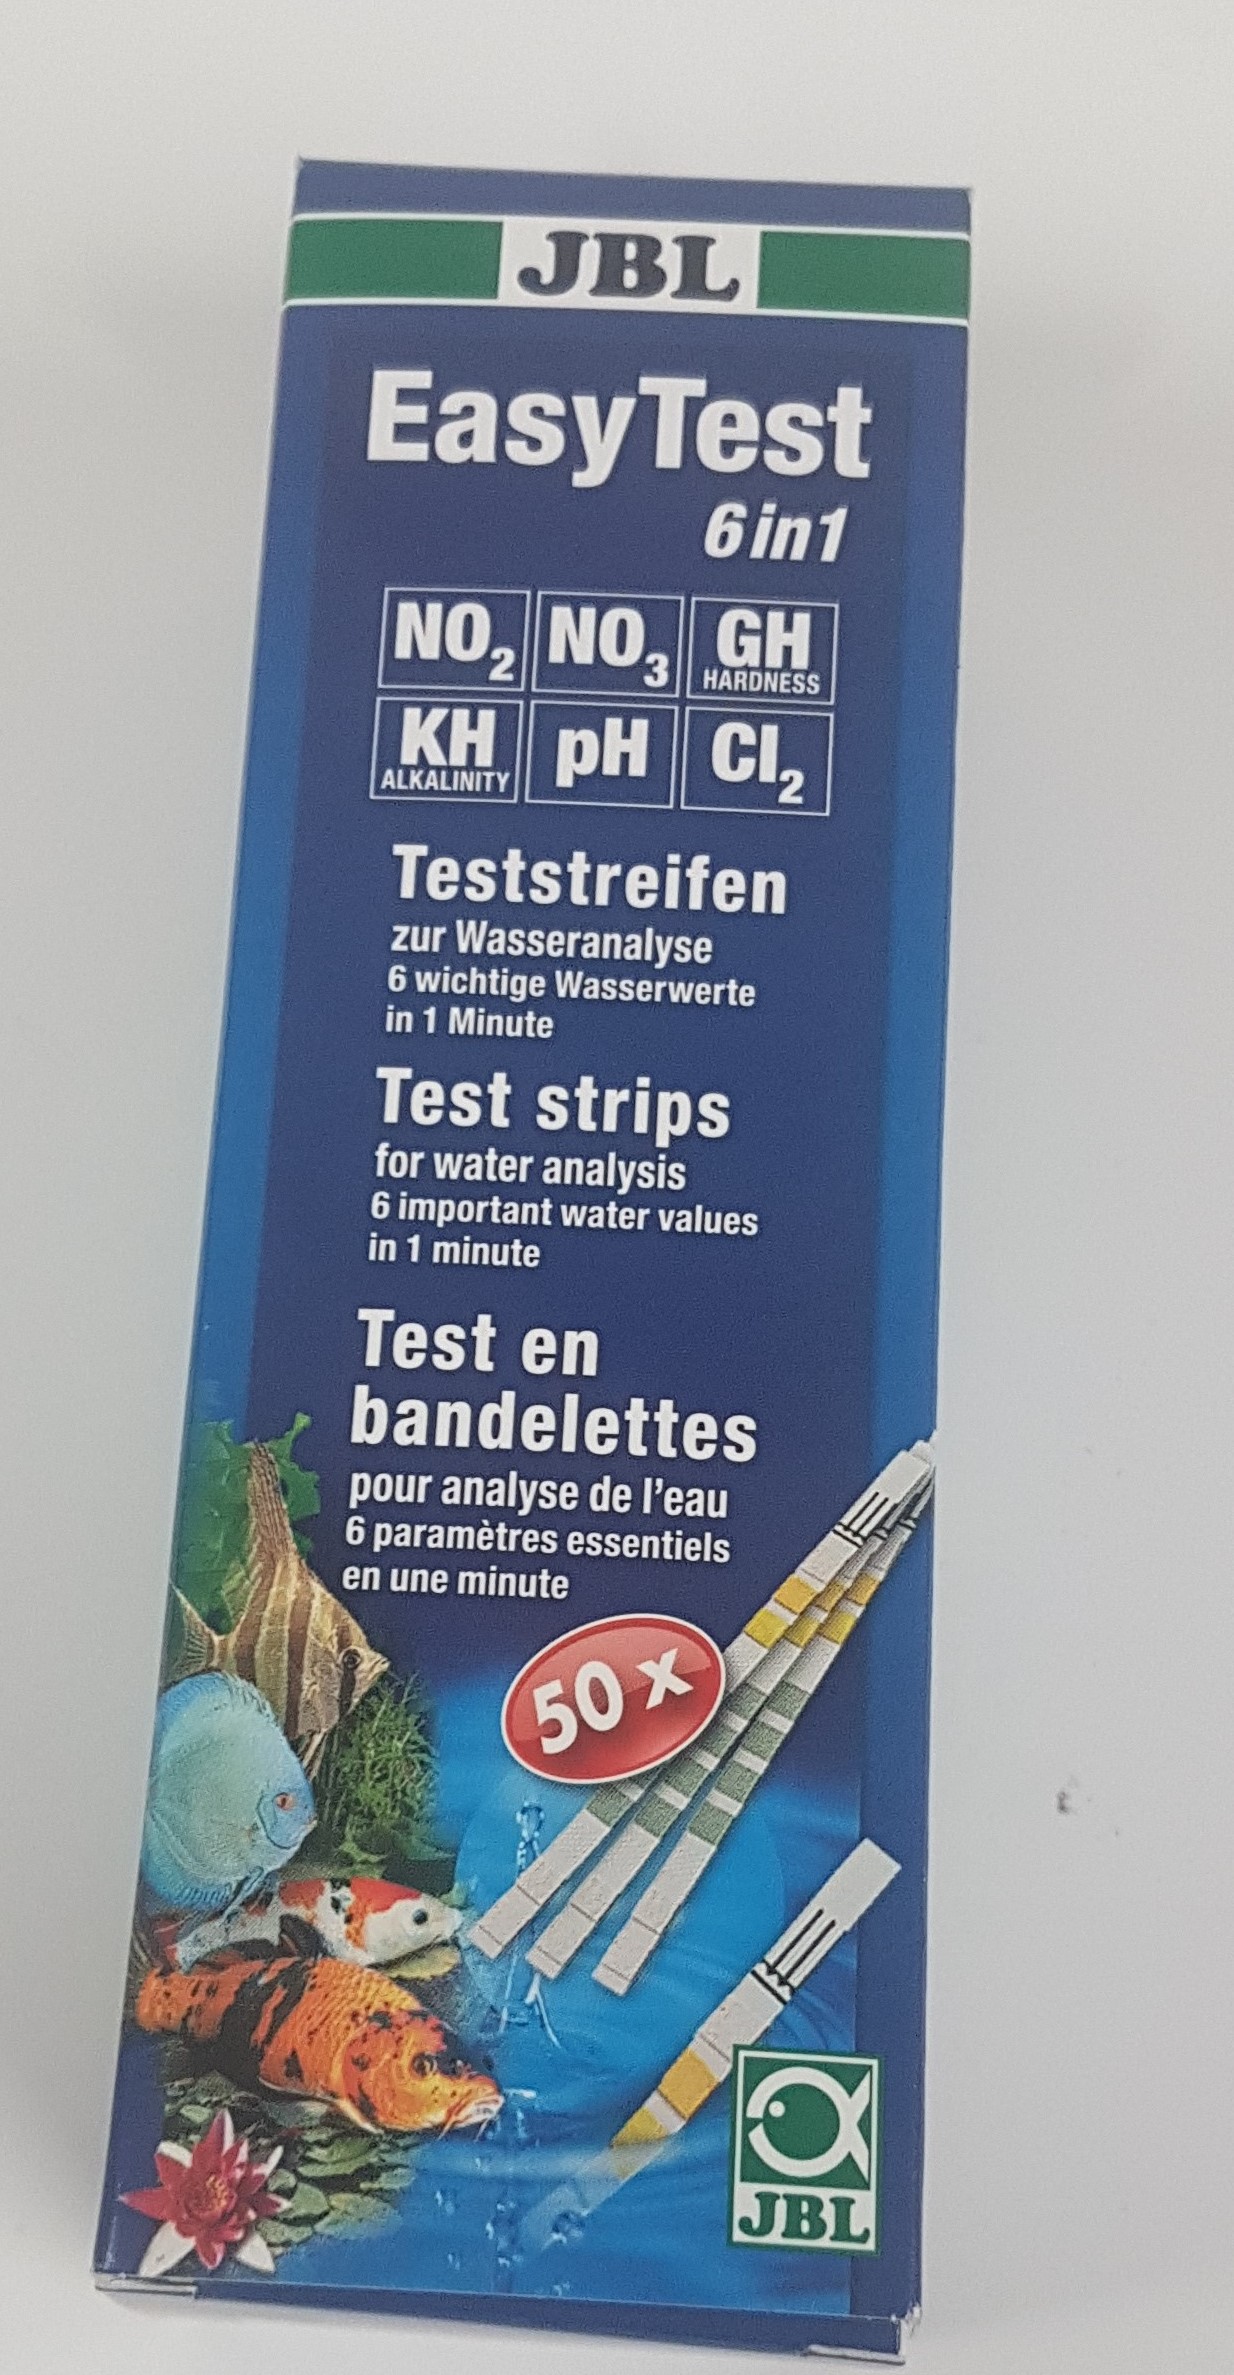 JBL
EasyTest
6in1
NO₂ NO₃ GH
HARDNESS
KH pH Cl₂
ALKALINITY
Teststreifen
zur Wasseranalyse
6 wichtige Wasserwerte
in 1 Minute
Test strips
for water analysis
6 important water values
in 1 minute
Test en
bandelettes
pour analyse de l'eau
6 paramètres essentiels
en une minute
50 x
JBL